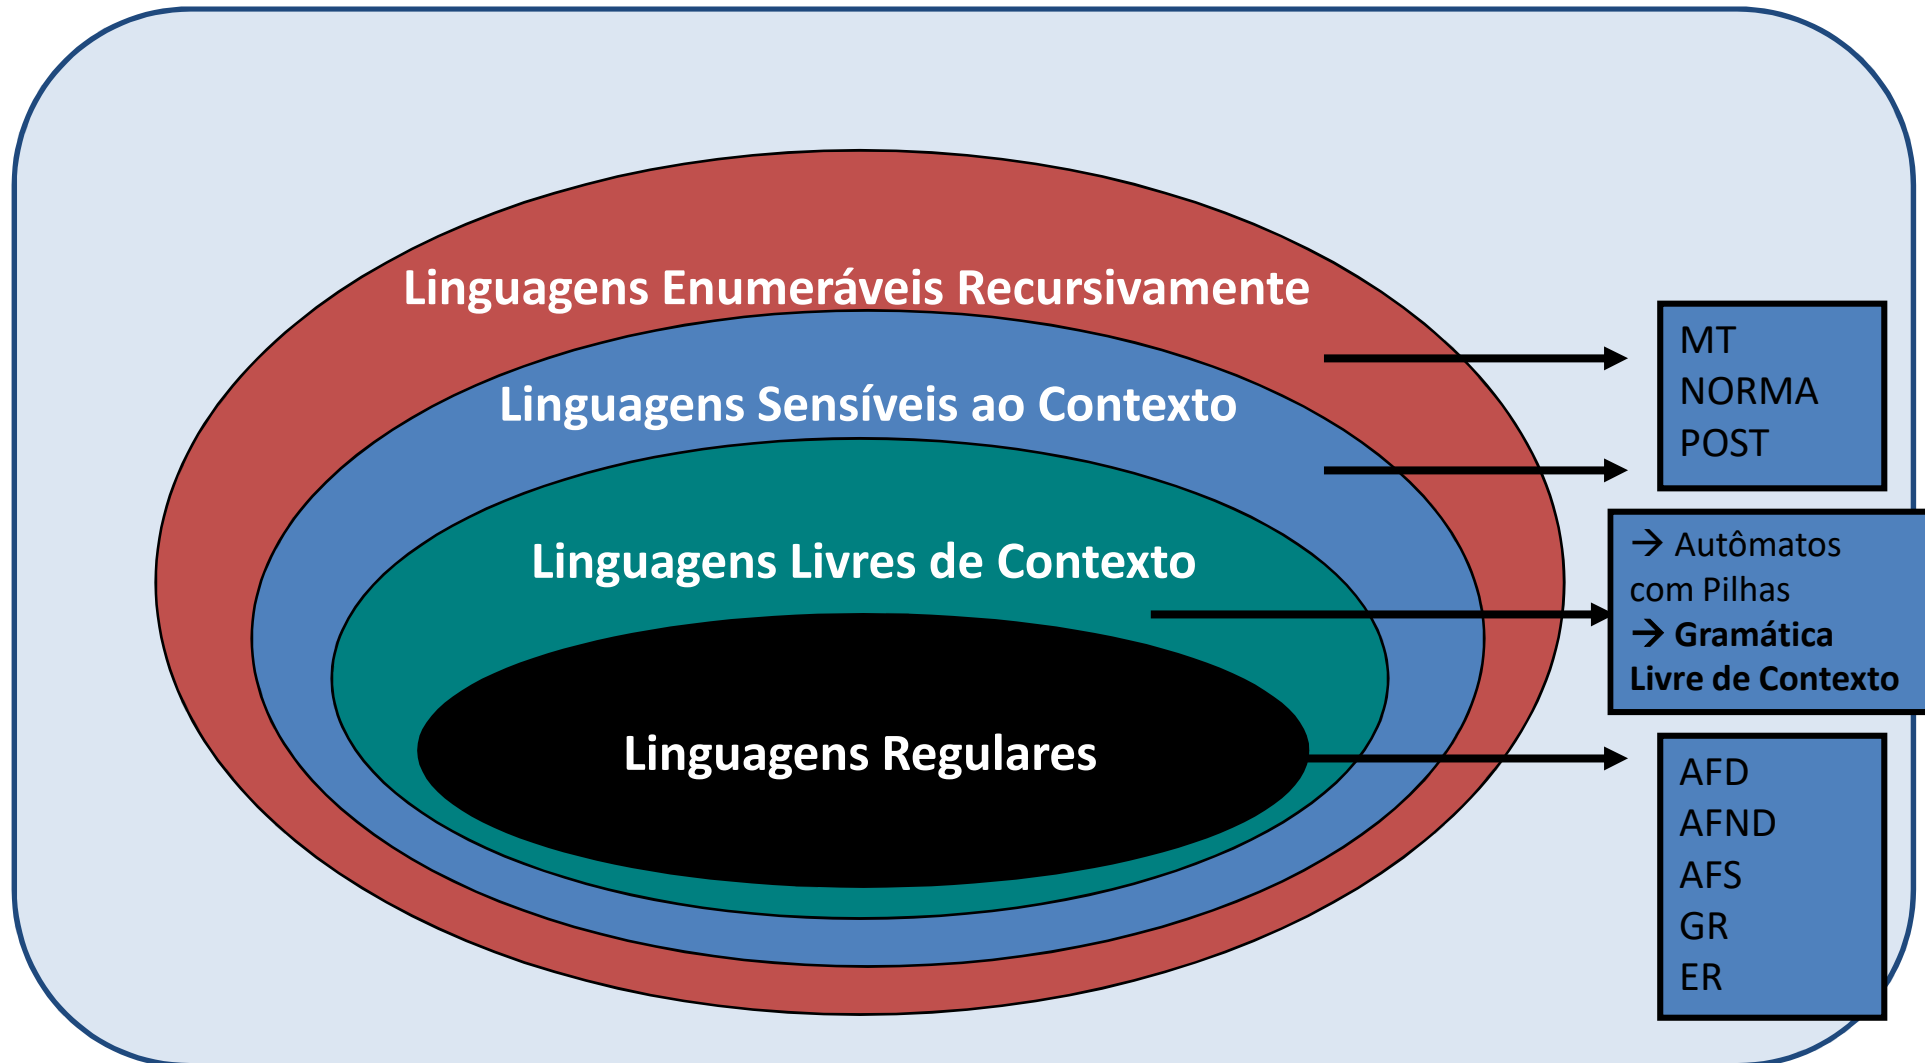 Linguagens Enumeráveis Recursivamente
Linguagens Sensíveis ao Contexto
Linguagens Livres de Contexto
Linguagens Regulares
MT
NORMA
POST
→ Autômatos
com Pilhas
→ Gramática
Livre de Contexto
AFD
AFND
AFS
GR
ER